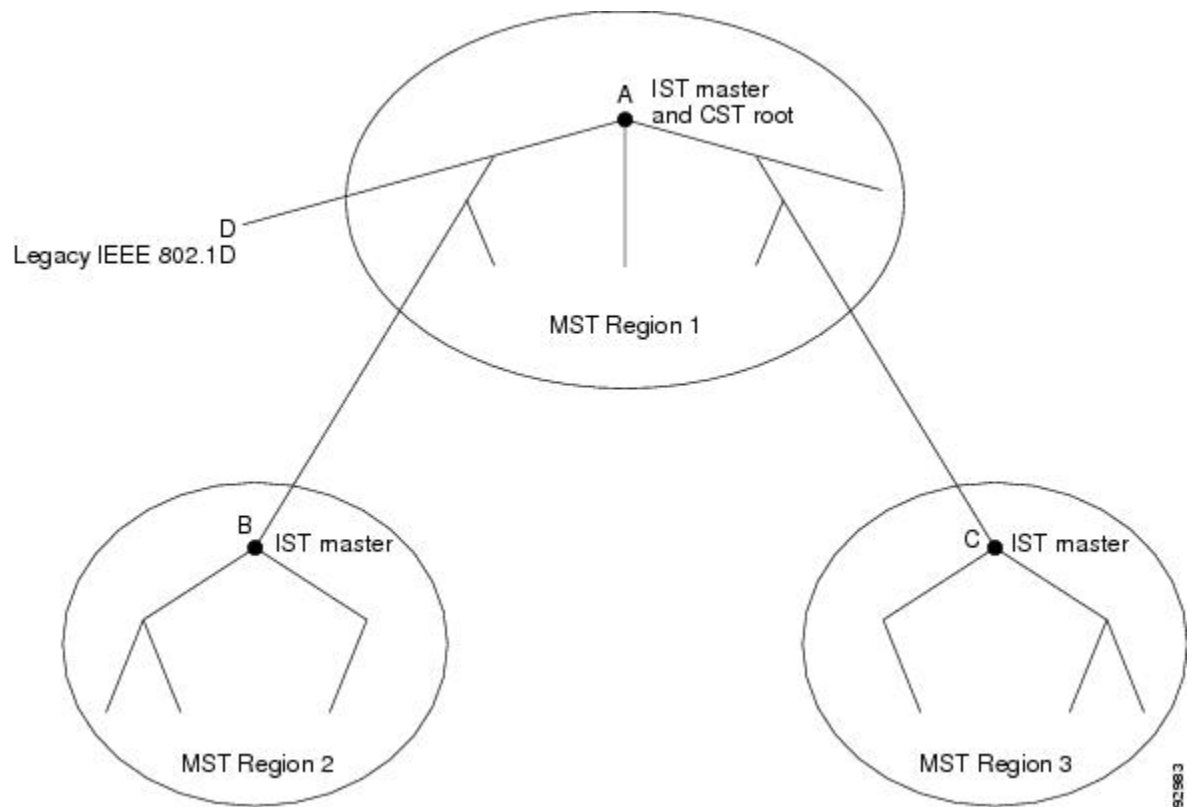 A
IST master
and CST root
D
Legacy IEEE 802.1D
MST Region 1
B
IST master
C
IST master
MST Region 2
MST Region 3
92983